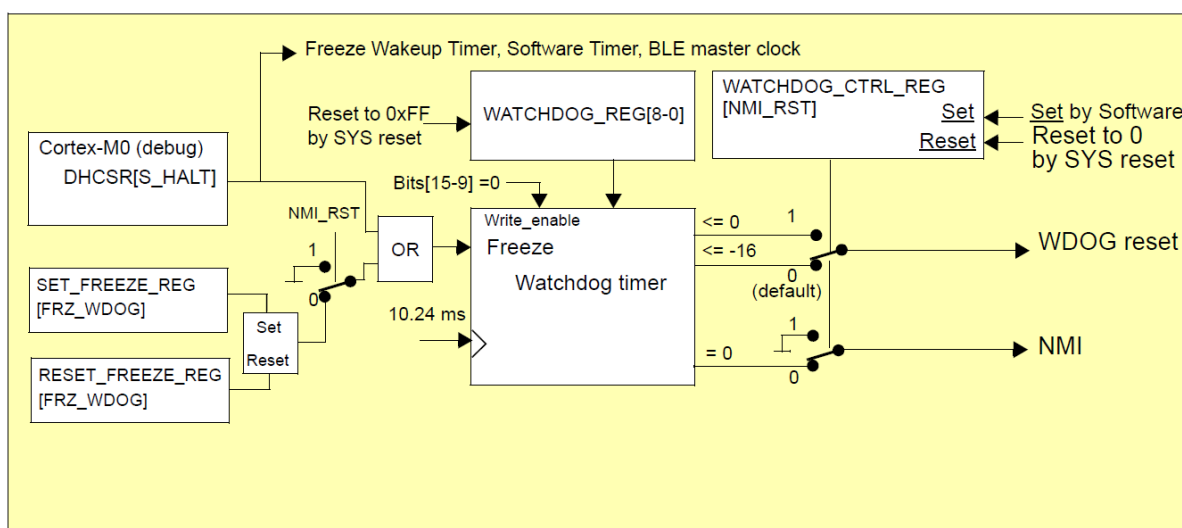 Freeze Wakeup Timer, Software Timer, BLE master clock
Reset to 0xFF
by SYS reset
WATCHDOG_REG[8-0]
WATCHDOG_CTRL_REG
[NMI_RST]
Set
Reset
Set by Software
Reset to 0
by SYS reset
Cortex-M0 (debug)
DHCSR[S_HALT]
Bits[15-9] =0
NMI_RST
1
0
OR
Write_enable
Freeze
Watchdog timer
10.24 ms
<= 0
<= -16
= 0
1
0
(default)
WDOG reset
1
0
NMI
SET_FREEZE_REG
[FRZ_WDOG]
Set
Reset
RESET_FREEZE_REG
[FRZ_WDOG]